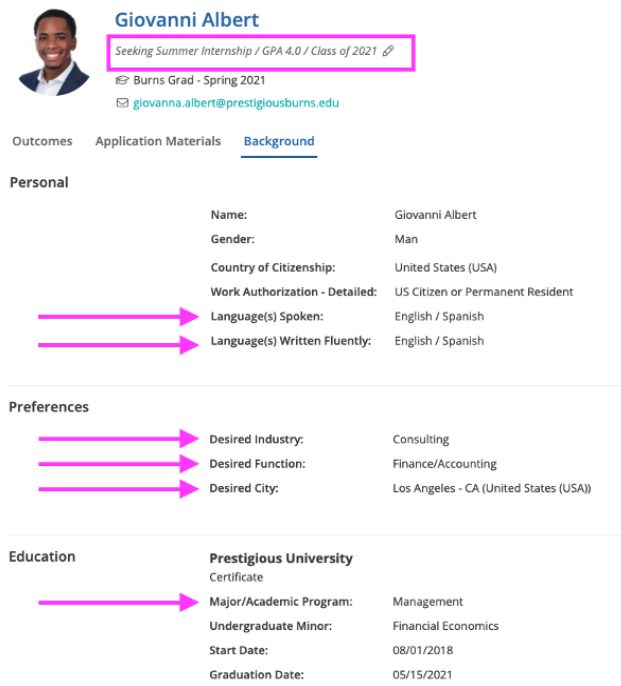 Giovanni Albert
Seeking Summer Internship / GPA 4.0 / Class of 2021
Burns Grad - Spring 2021
giovanna.albert@prestigiousburns.edu
Outcomes Application Materials Background
Personal
Name: Giovanni Albert
Gender: Man
Country of Citizenship: United States (USA)
Work Authorization - Detailed: US Citizen or Permanent Resident
Language(s) Spoken: English / Spanish
Language(s) Written Fluently: English / Spanish
Preferences
Desired Industry: Consulting
Desired Function: Finance/Accounting
Desired City: Los Angeles - CA (United States (USA))
Education Prestigious University
Certificate
Major/Academic Program: Management
Undergraduate Minor: Financial Economics
Start Date: 08/01/2018
Graduation Date: 05/15/2021